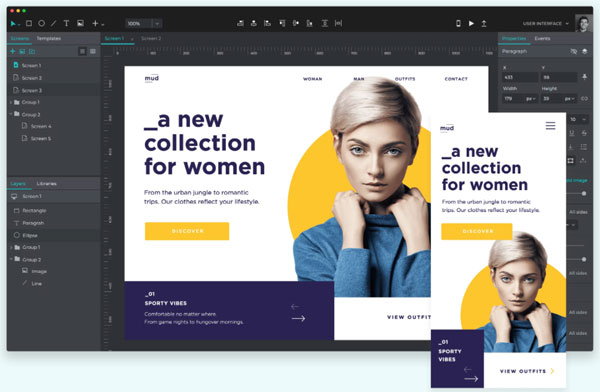 100%
USER INTERFACE
Screens
Templates
Screen 1
Screen 2
Properties
Events
Paragraph
Screen 1
Screen 2
Screen 3
Group 1
Group 2
Screen 4
Screen 5
X
Y
433
Width
Height
179
px
px
10
Layers
Libraries
Screen 1
Rectangle
Paragraph
Ellipse
Group 1
Group 2
Image
Line
mud
WOMAN
MAN
OUTFITS
CONTACT
_a new
collection
for women
From the urban jungle to romantic
trips. Our clothes reflect your lifestyle.
DISCOVER
_01
SPORTY VIBES
Comfortable no matter where.
From game nights to hungover mornings.
VIEW OUTFITS
mud
_a new
collection
for women
From the urban jungle to romantic
trips. Our clothes reflect your lifestyle.
DISCOVER
_01
SPORTY
VIBES
VIEW OUTFITS
All sides
All sides
All sides
All sides